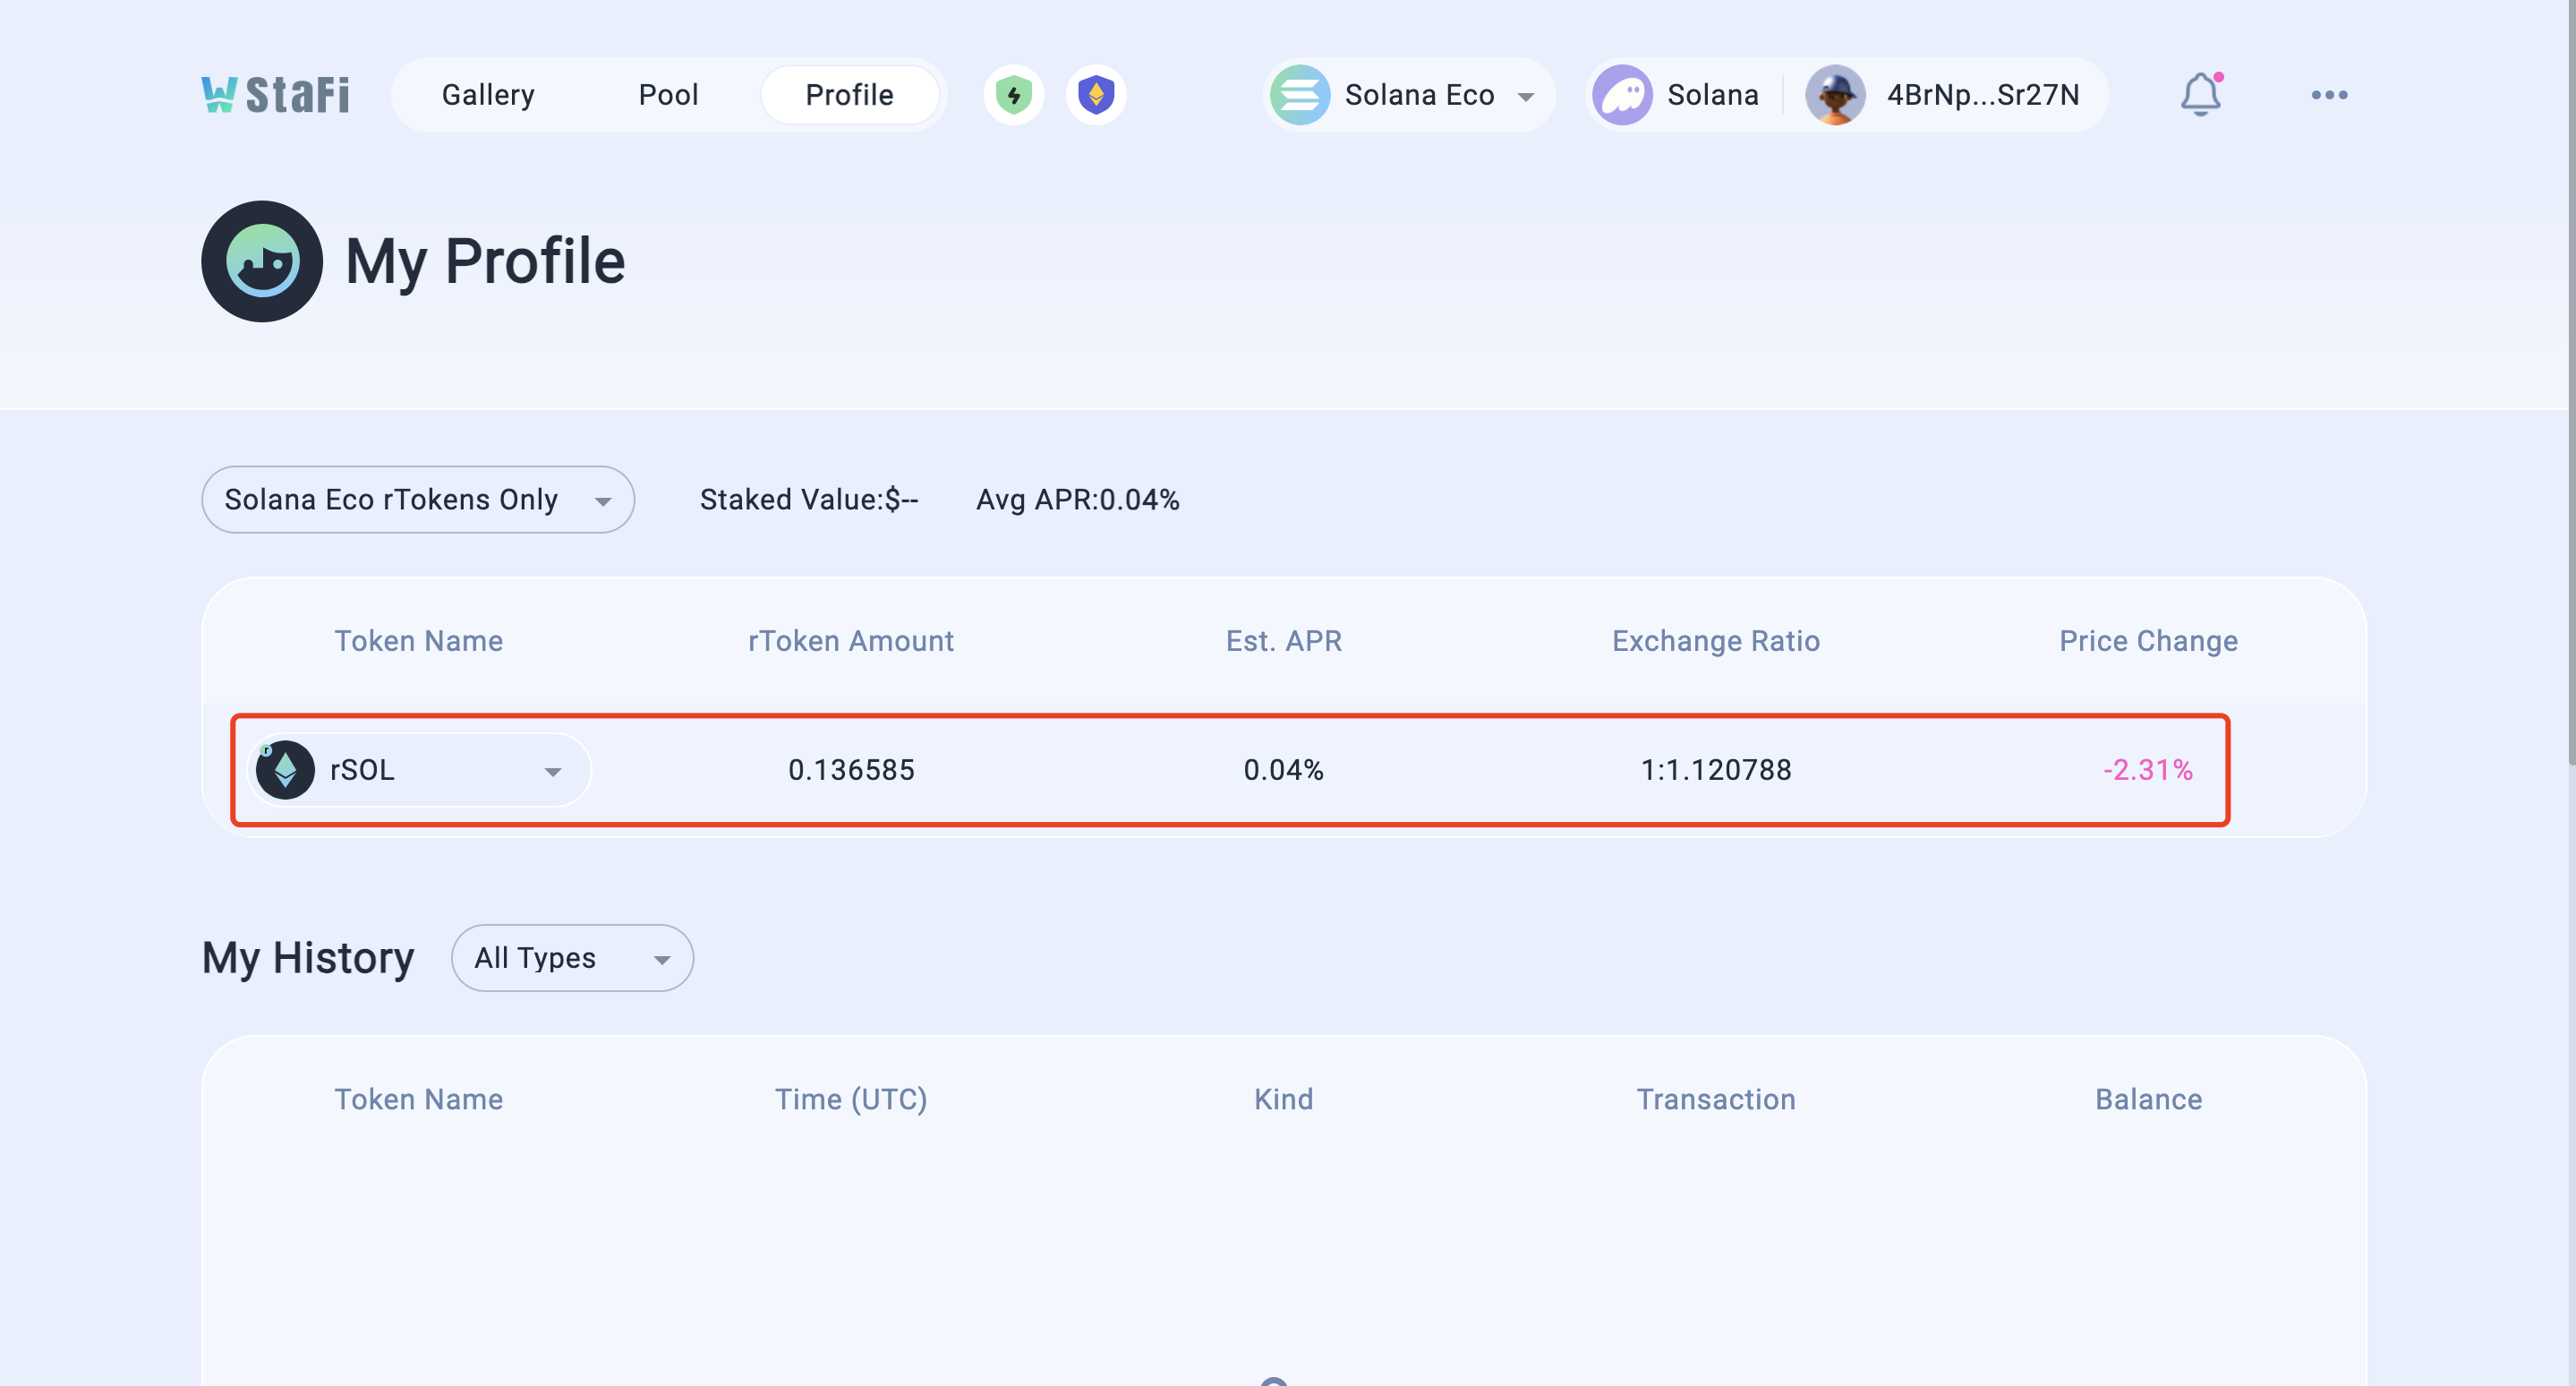 StaFi Gallery Pool Profile Solana Eco Solana 4BrNp...Sr27N
My Profile
Solana Eco rTokens Only Staked Value:$-- Avg APR:0.04%
Token Name rToken Amount Est. APR Exchange Ratio Price Change
r rSOL 0.136585 0.04% 1:1.120788 -2.31%
My History All Types
Token Name Time (UTC) Kind Transaction Balance